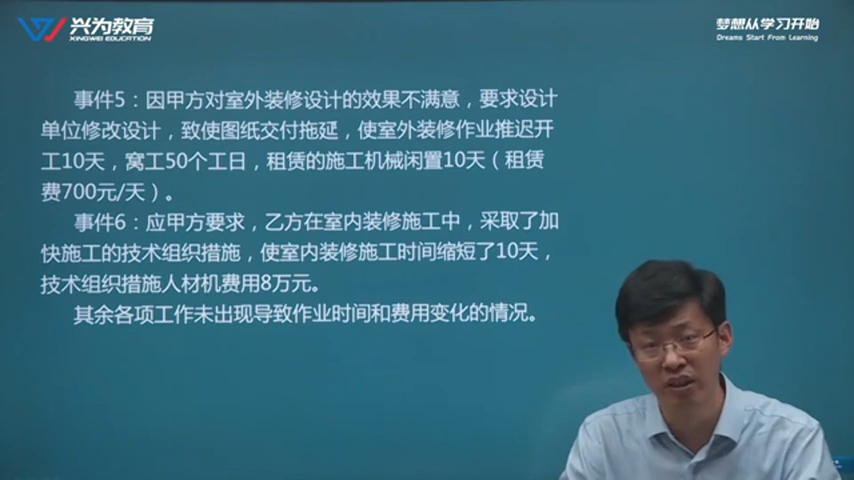 兴为教育
XINGWEI EDUCATION
梦想从学习开始
Dreams Start From Learning
事件5：因甲方对室外装修设计的效果不满意，要求设计
单位修改设计，致使图纸交付拖延，使室外装修作业推迟开
工10天，窝工50个工日，租赁的施工机械闲置10天（租赁
费700元/天）。
事件6：应甲方要求，乙方在室内装修施工中，采取了加
快施工的技术组织措施，使室内装修施工时间缩短了10天，
技术组织措施人材机费用8万元。
其余各项工作未出现导致作业时间和费用变化的情况。